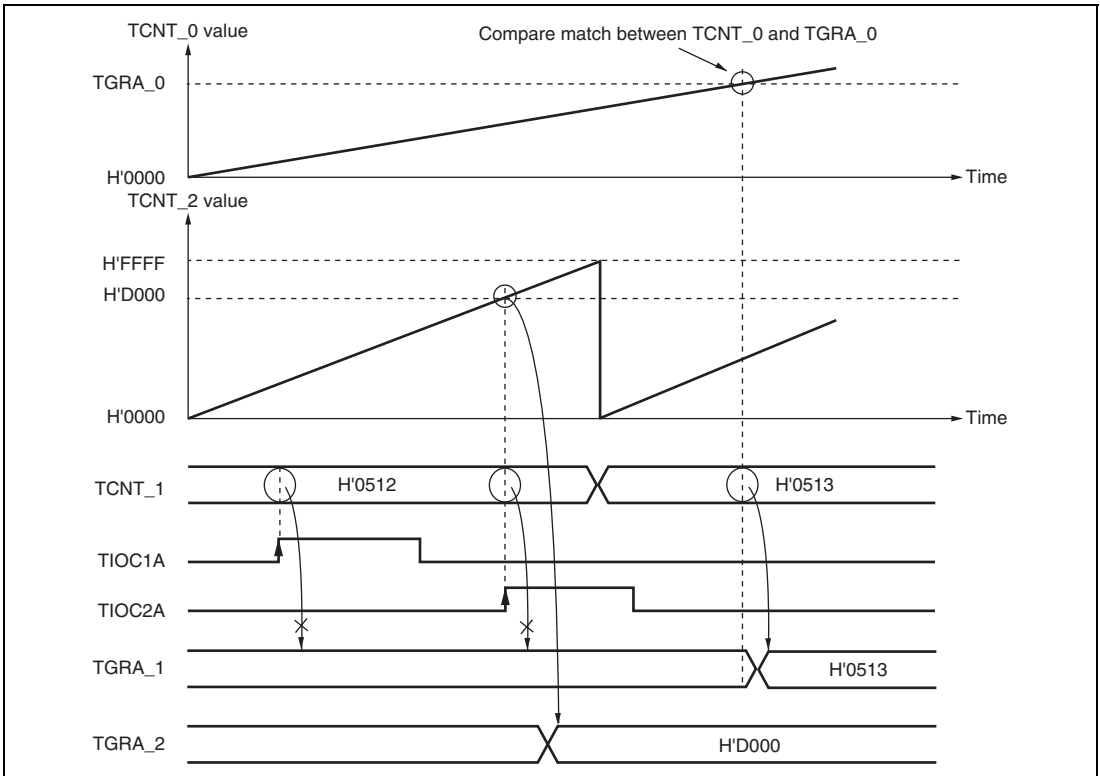 TCNT_0 value
Compare match between TCNT_0 and TGRA_0
TGRA_0
H'0000
Time
TCNT_2 value
H'FFFF
H'D000
H'0000
Time
TCNT_1
H'0512
H'0513
TIOC1A
TIOC2A
TGRA_1
H'0513
TGRA_2
H'D000